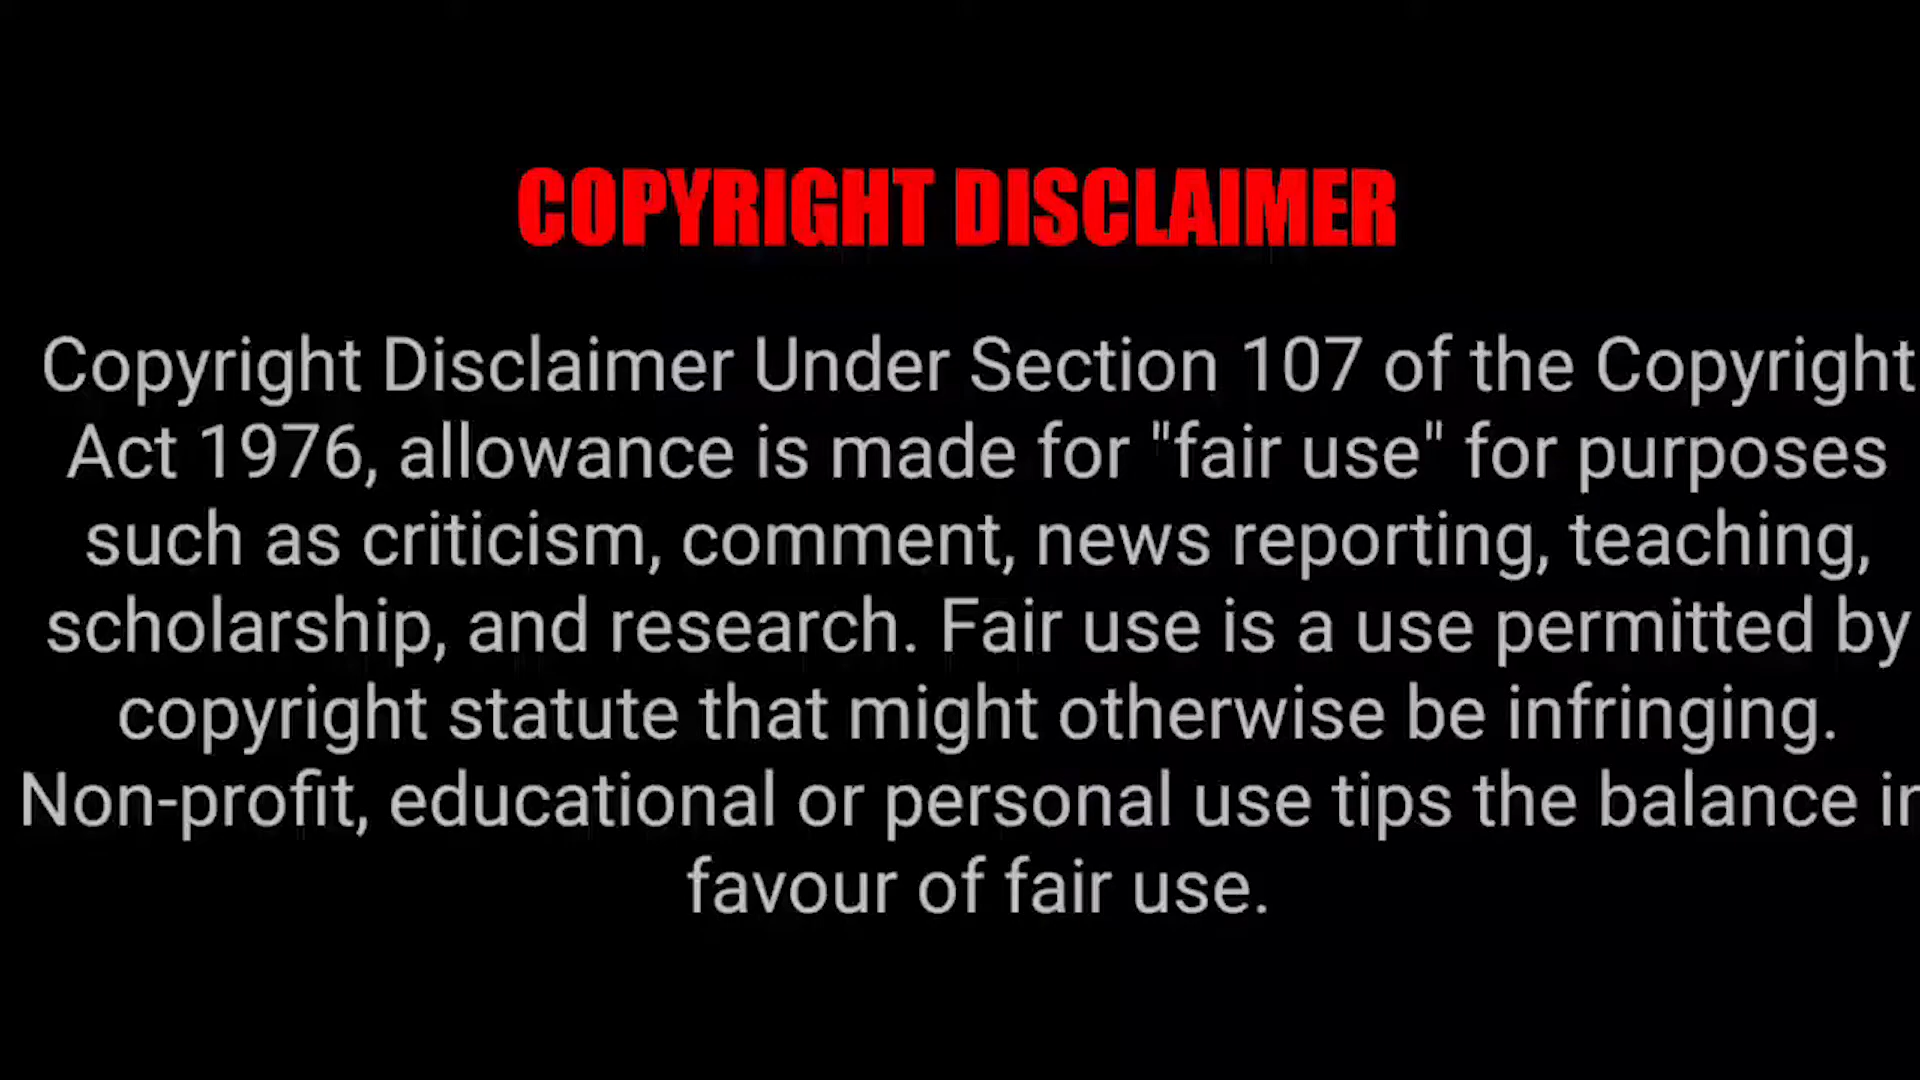 COPYRIGHT DISCLAIMER
Copyright Disclaimer Under Section 107 of the Copyright
Act 1976, allowance is made for "fair use" for purposes
such as criticism, comment, news reporting, teaching,
scholarship, and research. Fair use is a use permitted by
copyright statute that might otherwise be infringing.
Non-profit, educational or personal use tips the balance in
favour of fair use.